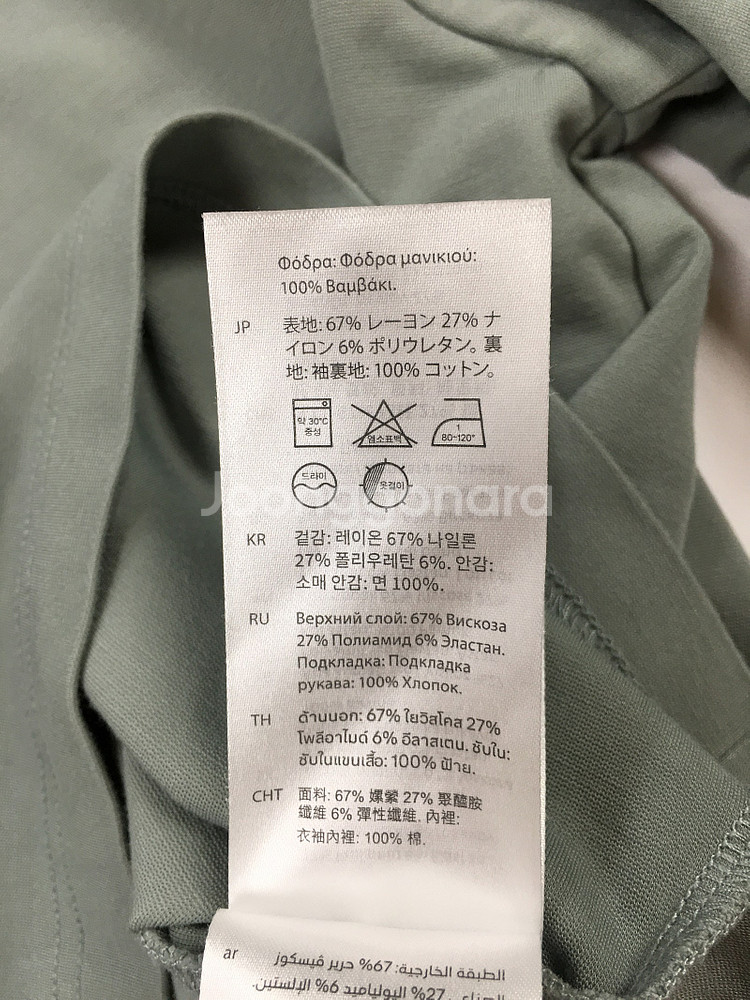 Φόδρα: Φόδρα μανικιού:
100% Βαμβάκι.
JP 表地: 67% レーヨン 27% ナ
イロン 6% ポリウレタン。裏
地: 袖裏地: 100% コットン。
약 30°C
중성
염소표백
1
80~120°
드라이
옷걸이
Joonggonara
KR 겉감: 레이온 67% 나일론
27% 폴리우레탄 6%. 안감:
소매 안감: 면 100%.
RU Верхний слой: 67% Вискоза
27% Полиамид 6% Эластан.
Подкладка: Подкладка
рукава: 100% Хлопок.
TH ด้านนอก: 67% ใยวิสโคส 27%
โพลีอาไมด์ 6% อีลาสเตน. ซับใน:
ซับในแขนเสื้อ: 100% ฝ้าย.
CHT 面料: 67% 嫘縈 27% 聚醯胺
纖維 6% 彈性纖維. 內裡:
衣袖內裡: 100% 棉.
ar الطبقة الخارجية: 67% حرير ڤيسكوز
27% البولياميد 6% الإلستين.